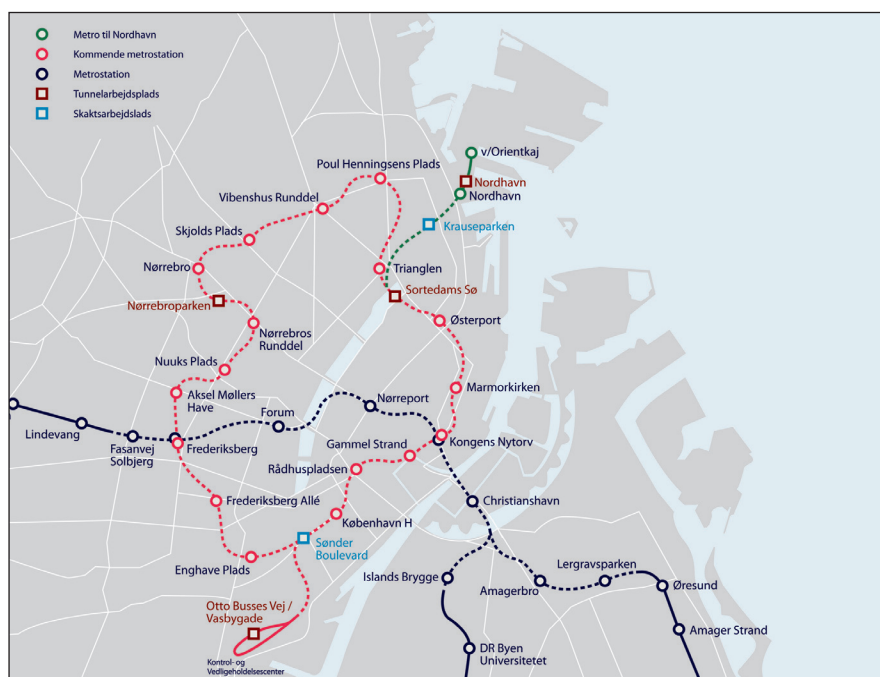 Metro til Nordhavn
Kommende metrostation
Metrostation
Tunnelarbejdsplads
Skaktsarbejdslads
v/Orientkaj
Poul Henningsens Plads
Nordhavn
Nordhavn
Vibenshus Runddel
Krauseparken
Skjolds Plads
Nørrebro
Trianglen
Sortedams Sø
Nørrebroparken
Østerport
Nørrebros
Runddel
Nuuks Plads
Marmorkirken
Aksel Møllers
Have
Nørreport
Forum
Lindevang
Fasanvej
Solbjerg
Frederiksberg
Gammel Strand
Kongens Nytorv
Rådhuspladsen
Frederiksberg Allé
Christianshavn
København H
Sønder
Boulevard
Enghave Plads
Islands Brygge
Lergravsparken
Amagerbro
Øresund
Otto Busses Vej /
Vasbygade
Amager Strand
DR Byen
Universitetet
Kontrol- og
Vedligeholdelsescenter